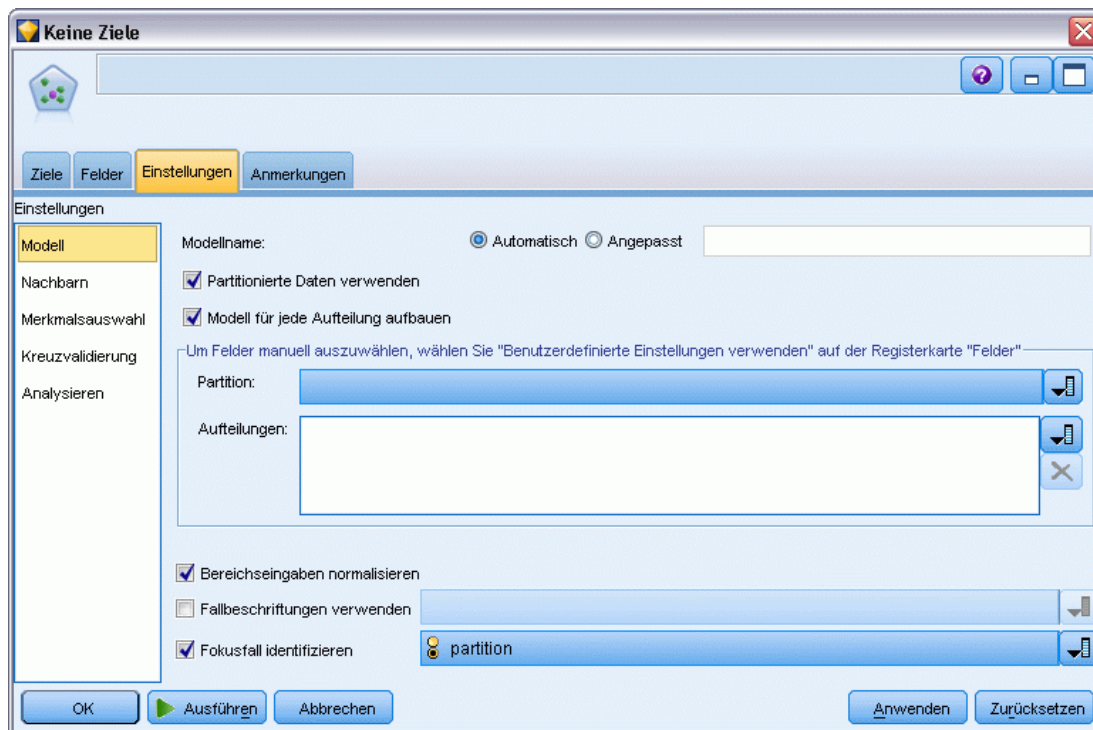 Keine Ziele
Ziele Felder Einstellungen Anmerkungen
Einstellungen
Modell
Nachbarn
Merkmalsauswahl
Kreuzvalidierung
Analysieren
Modellname: Automatisch Angepasst
Partitionierte Daten verwenden
Modell für jede Aufteilung aufbauen
Um Felder manuell auszuwählen, wählen Sie "Benutzerdefinierte Einstellungen verwenden" auf der Registerkarte "Felder"
Partition:
Aufteilungen:
Bereichseingaben normalisieren
Fallbeschriftungen verwenden
Fokusfall identifizieren partition
OK Ausführen Abbrechen Anwenden Zurücksetzen